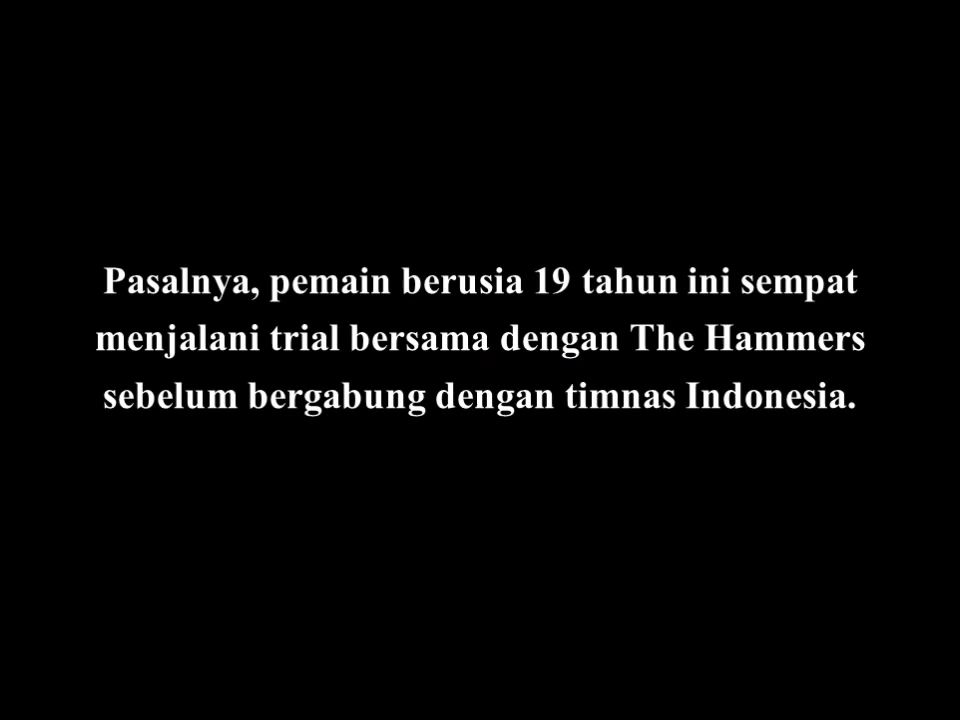 Pasalnya, pemain berusia 19 tahun ini sempat
menjalani trial bersama dengan The Hammers
sebelum bergabung dengan timnas Indonesia.